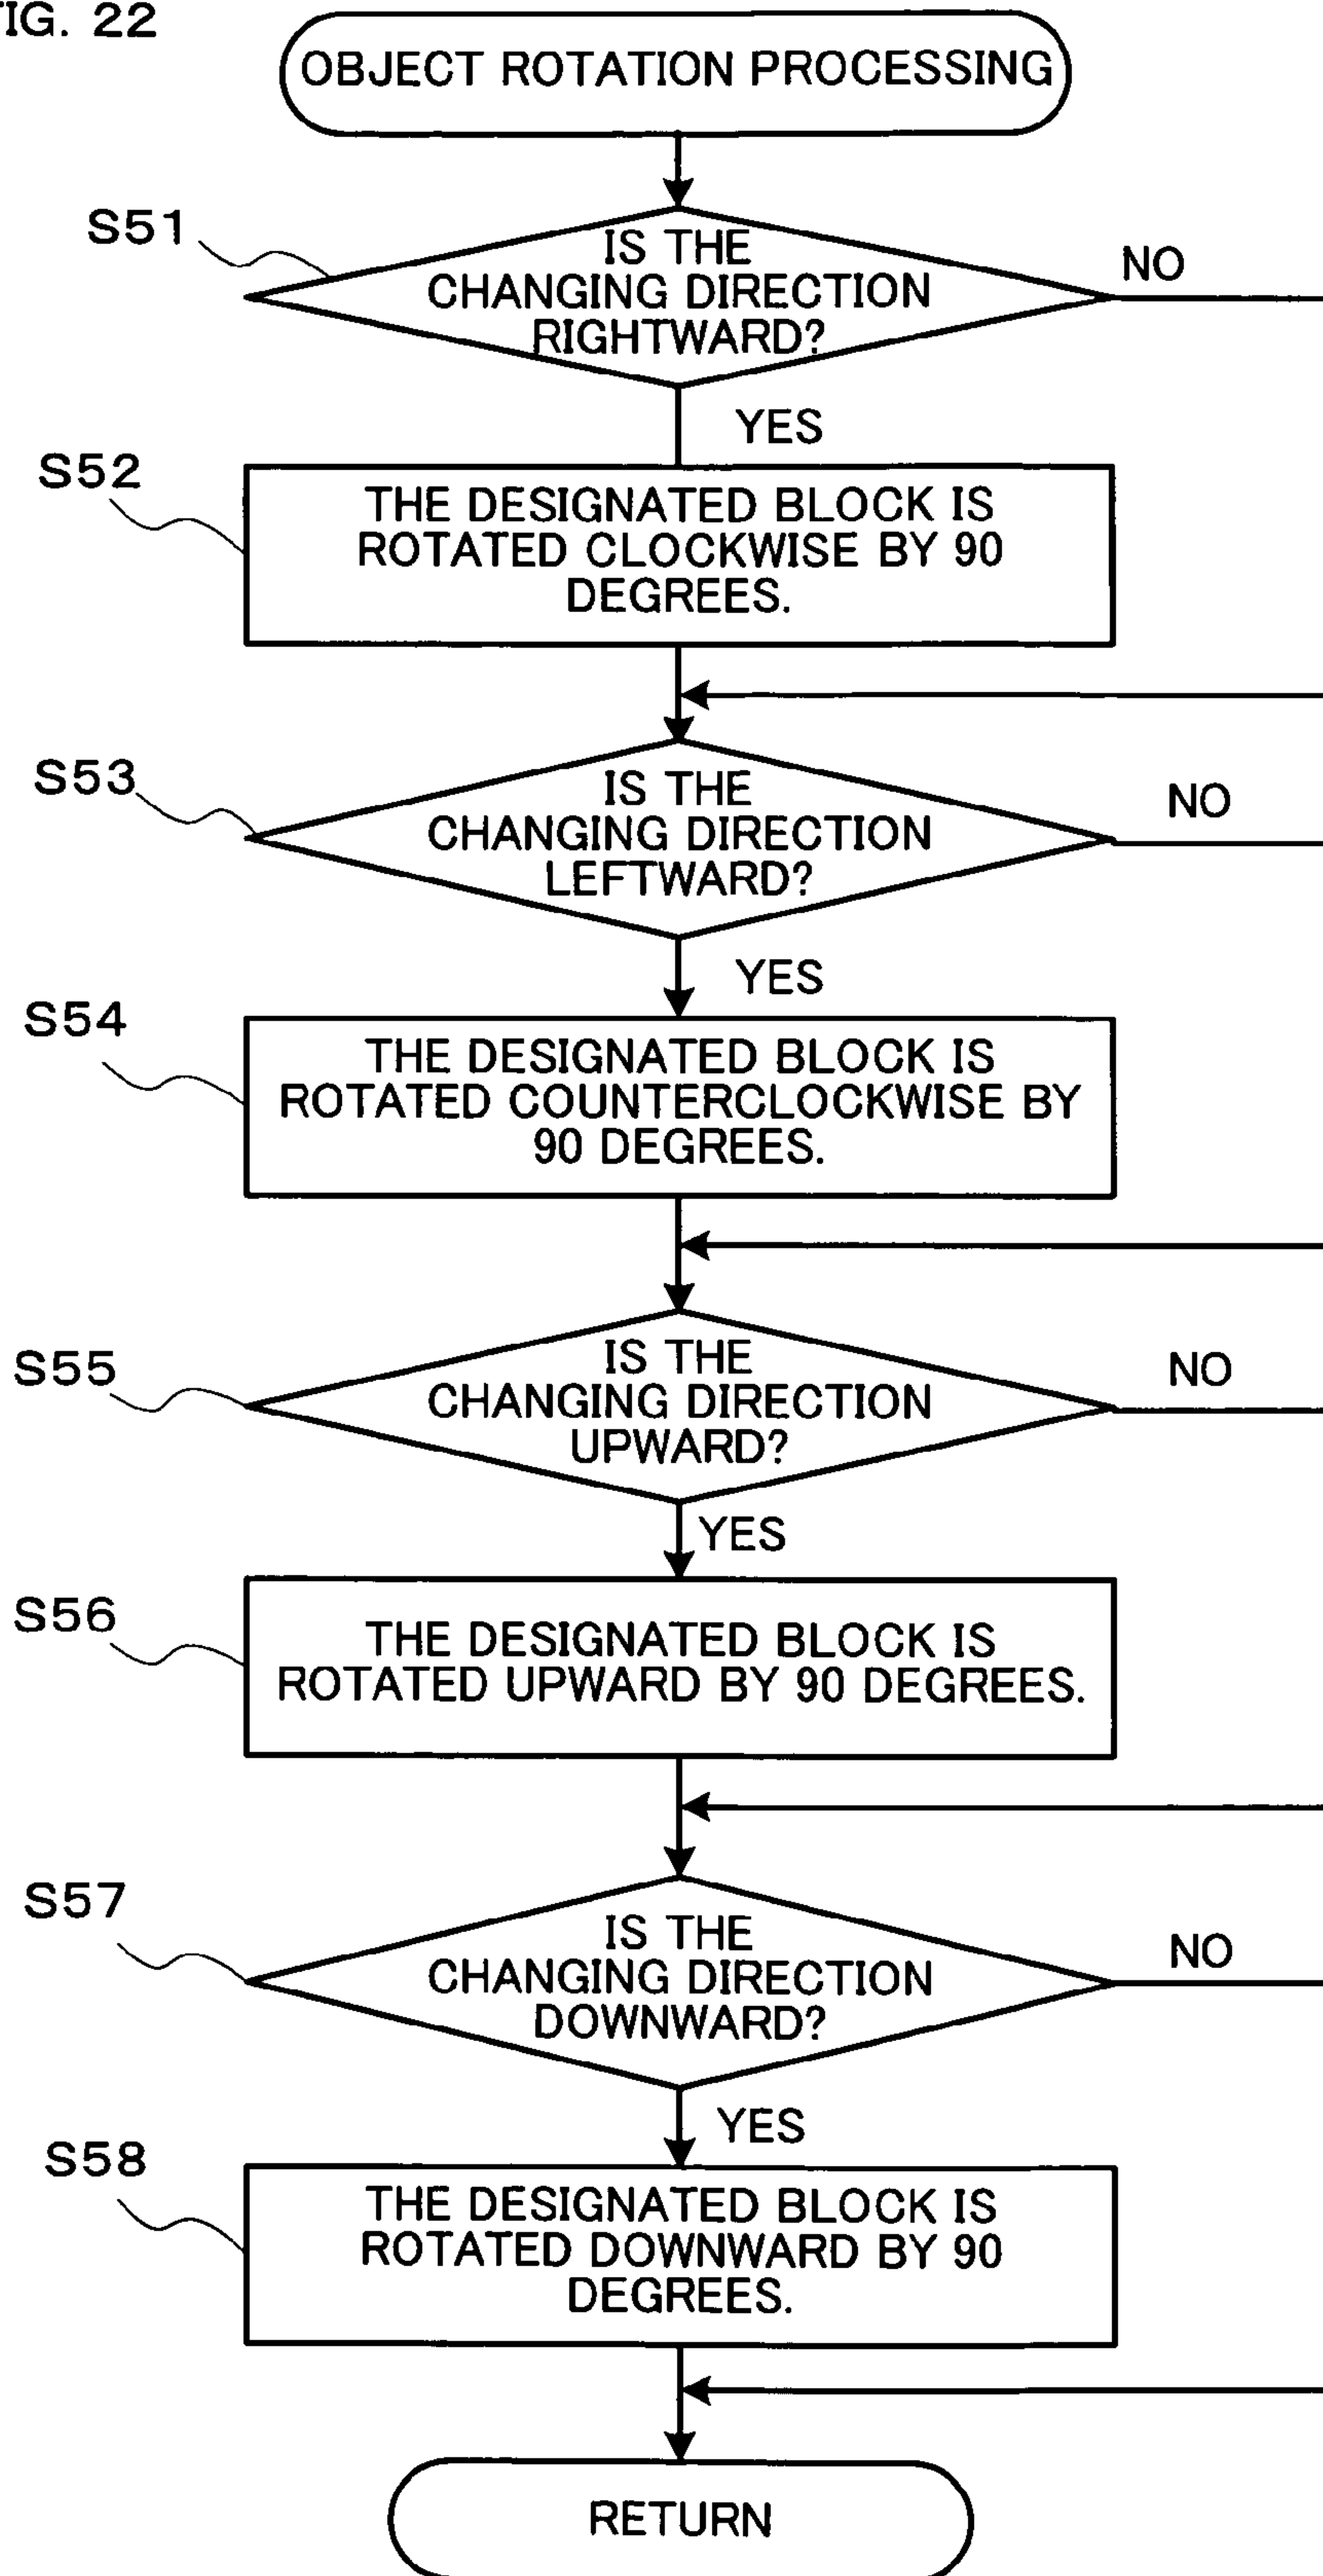 FIG. 22
OBJECT ROTATION PROCESSING
S51
IS THE
CHANGING DIRECTION
RIGHTWARD?
NO
YES
S52
THE DESIGNATED BLOCK IS
ROTATED CLOCKWISE BY 90
DEGREES.
S53
IS THE
CHANGING DIRECTION
LEFTWARD?
NO
YES
S54
THE DESIGNATED BLOCK IS
ROTATED COUNTERCLOCKWISE BY
90 DEGREES.
S55
IS THE
CHANGING DIRECTION
UPWARD?
NO
YES
S56
THE DESIGNATED BLOCK IS
ROTATED UPWARD BY 90 DEGREES.
S57
IS THE
CHANGING DIRECTION
DOWNWARD?
NO
YES
S58
THE DESIGNATED BLOCK IS
ROTATED DOWNWARD BY 90
DEGREES.
RETURN